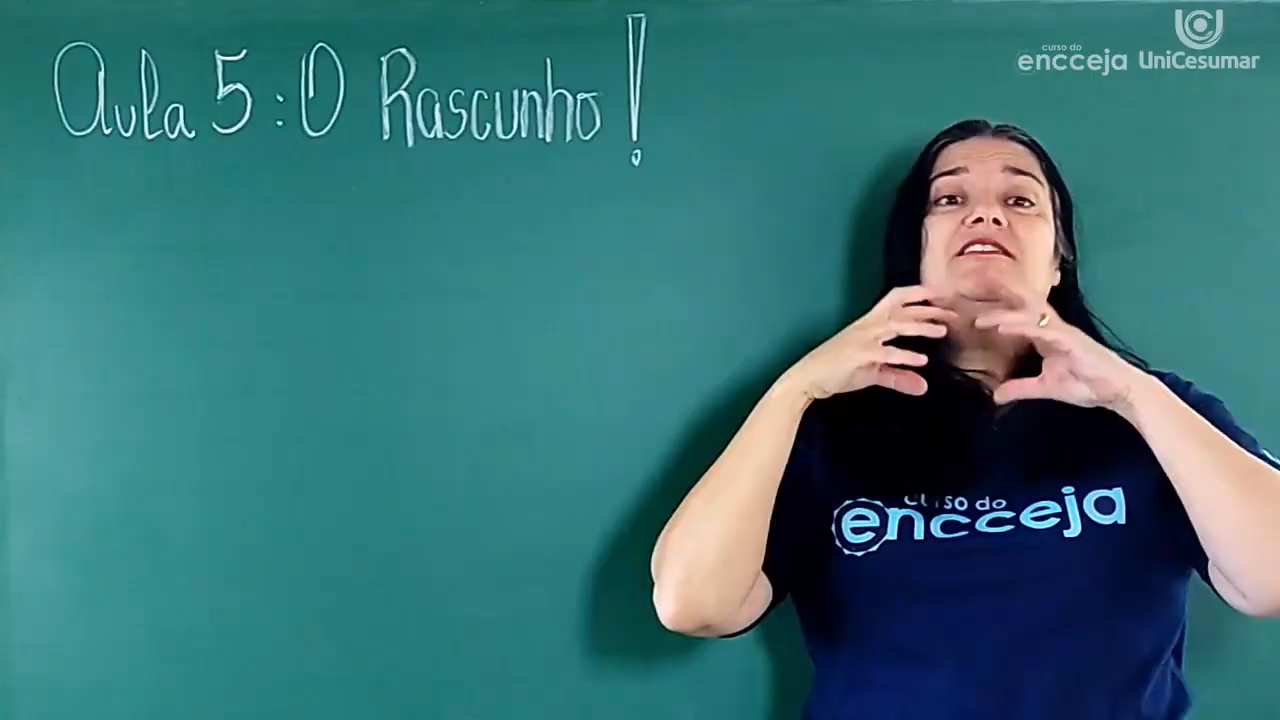 Aula 5: O Rascunho!
curso do
encceja UniCesumar
curso do
encceja